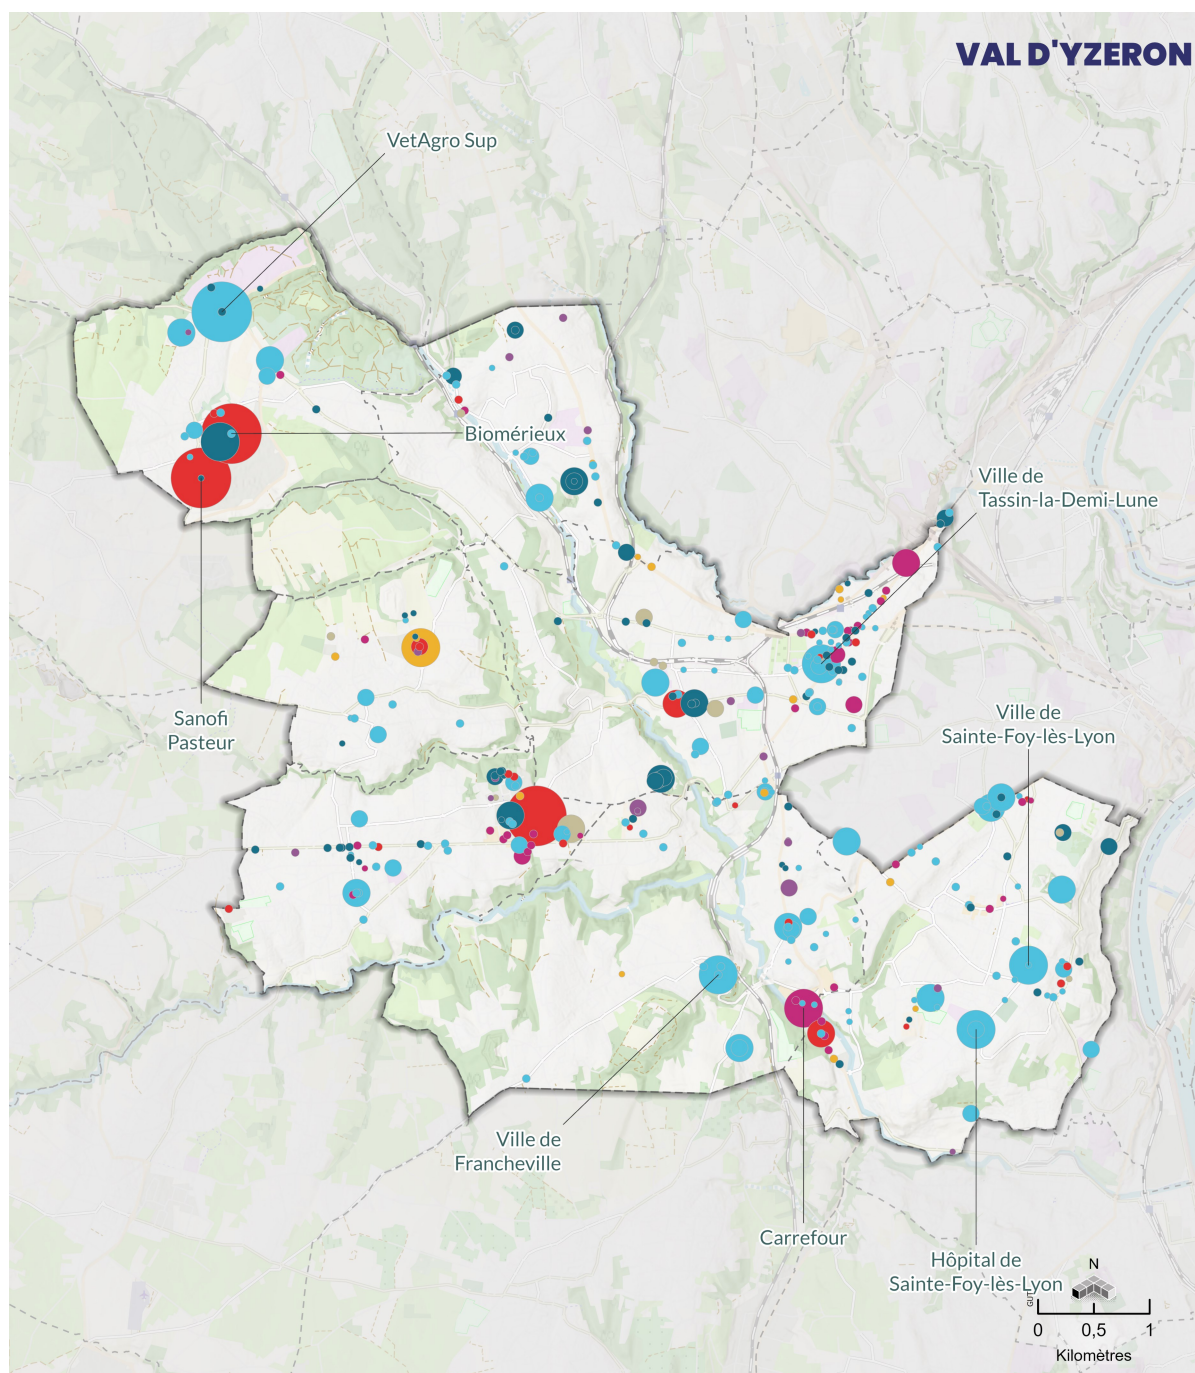 VAL D'YZERON
VetAgro Sup
Biomérieux
Ville de
Tassin-la-Demi-Lune
Sanofi
Pasteur
Ville de
Sainte-Foy-lès-Lyon
Ville de
Francheville
Carrefour
Hôpital de
Sainte-Foy-lès-Lyon
N
0 0,5 1
Kilomètres